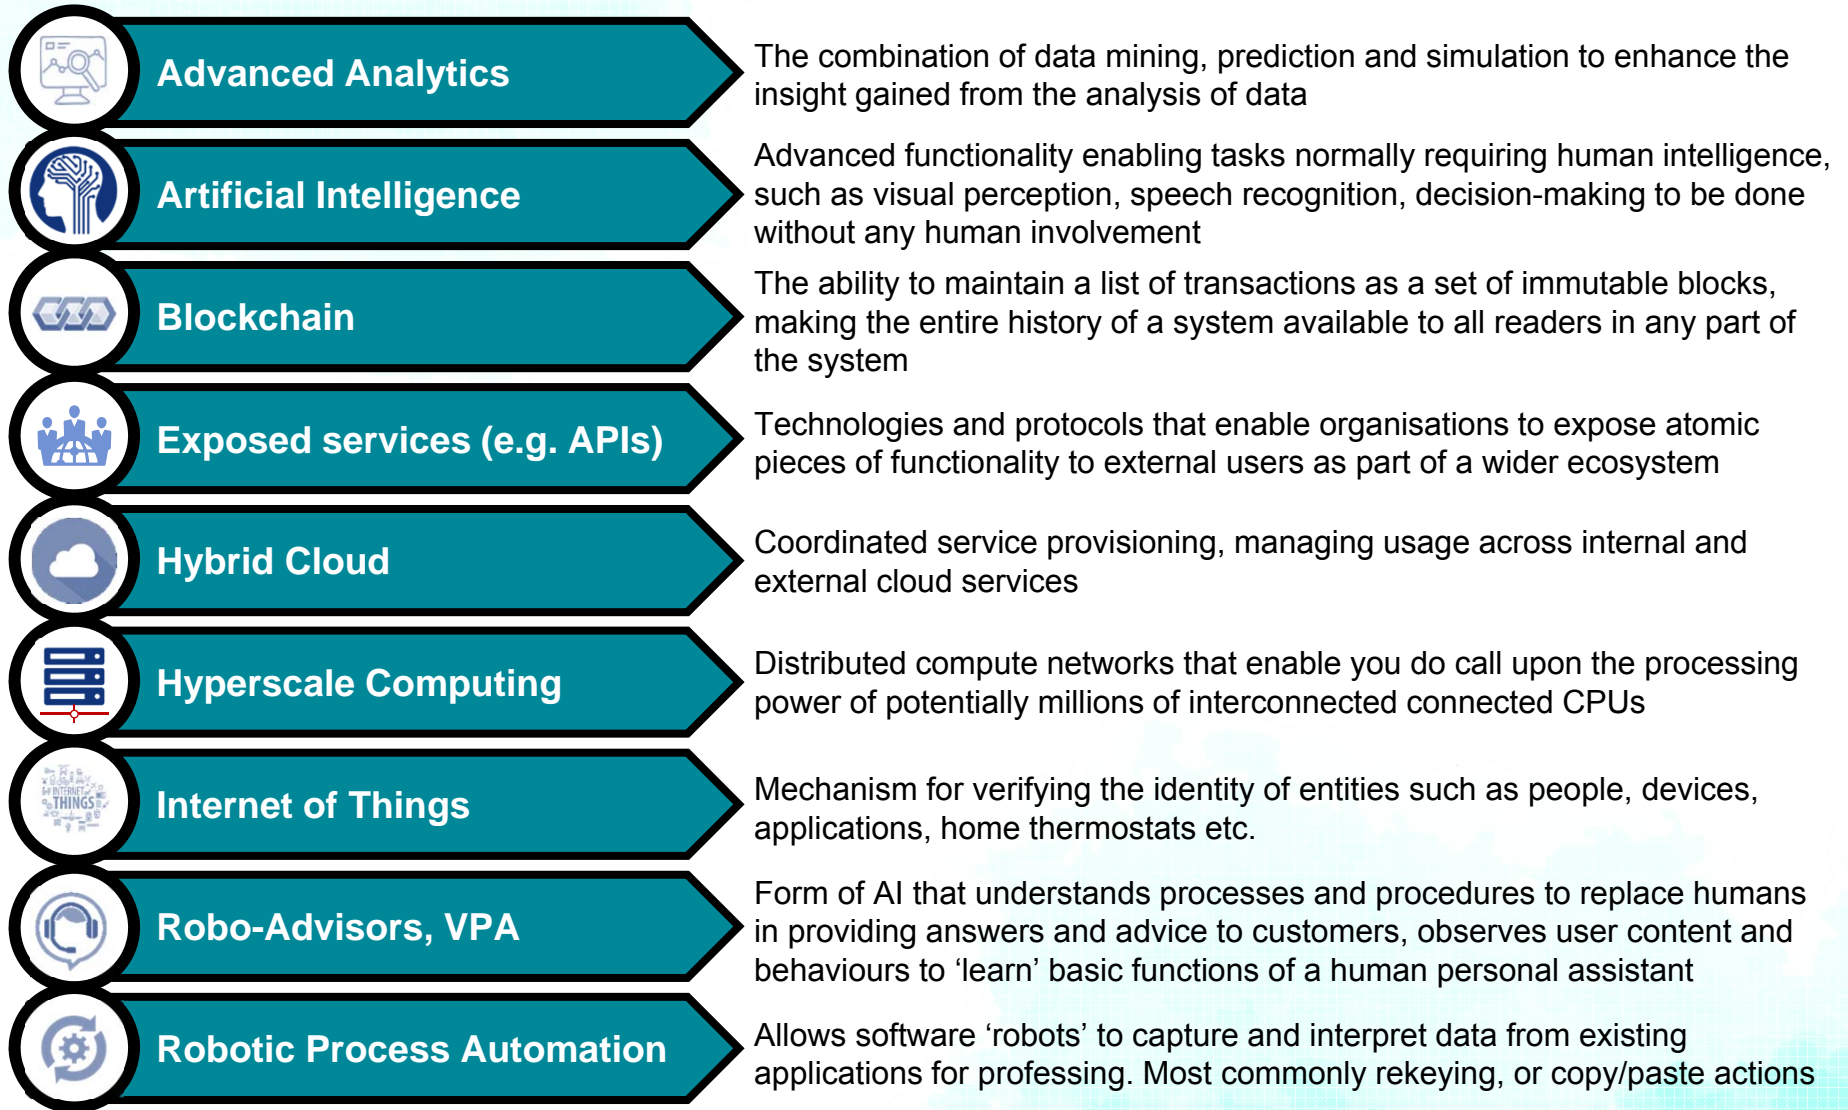 Advanced Analytics
The combination of data mining, prediction and simulation to enhance the
insight gained from the analysis of data
Artificial Intelligence
Advanced functionality enabling tasks normally requiring human intelligence,
such as visual perception, speech recognition, decision-making to be done
without any human involvement
Blockchain
The ability to maintain a list of transactions as a set of immutable blocks,
making the entire history of a system available to all readers in any part of
the system
Exposed services (e.g. APIs)
Technologies and protocols that enable organisations to expose atomic
pieces of functionality to external users as part of a wider ecosystem
Hybrid Cloud
Coordinated service provisioning, managing usage across internal and
external cloud services
Hyperscale Computing
Distributed compute networks that enable you do call upon the processing
power of potentially millions of interconnected connected CPUs
INTERNET of
THINGS
Internet of Things
Mechanism for verifying the identity of entities such as people, devices,
applications, home thermostats etc.
Robo-Advisors, VPA
Form of AI that understands processes and procedures to replace humans
in providing answers and advice to customers, observes user content and
behaviours to ‘learn’ basic functions of a human personal assistant
Robotic Process Automation
Allows software ‘robots’ to capture and interpret data from existing
applications for professing. Most commonly rekeying, or copy/paste actions